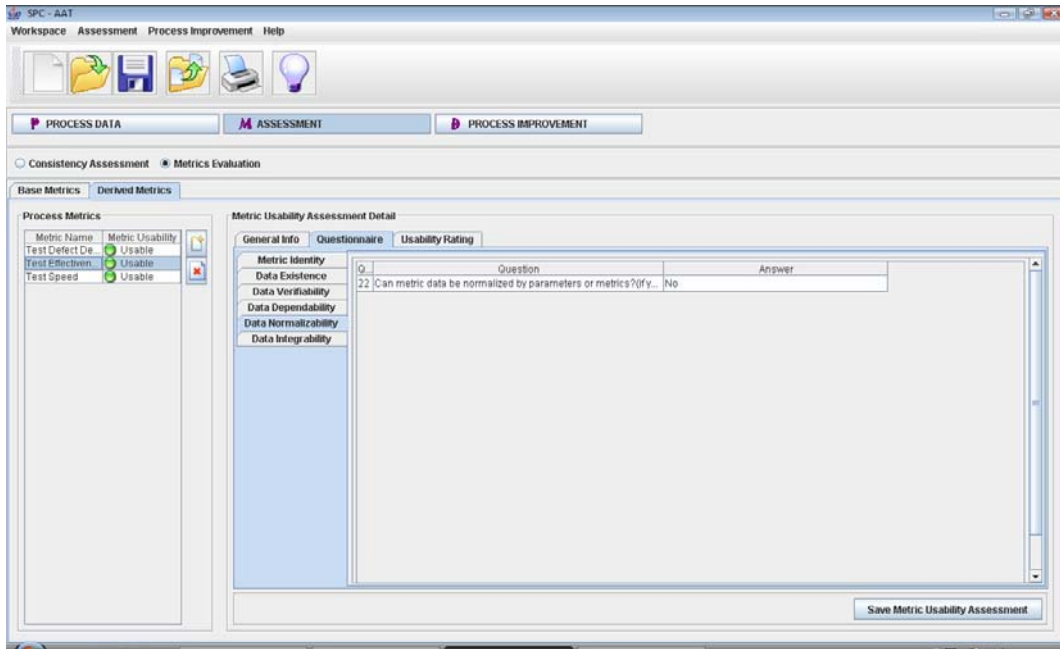 SPC - AAT
Workspace Assessment Process Improvement Help
P PROCESS DATA M ASSESSMENT PROCESS IMPROVEMENT
Consistency Assessment Metrics Evaluation
Base Metrics Derived Metrics
Process Metrics Metric Usability Assessment Detail
Metric Name Metric Usability
Test Defect De... Usable
Test Effectiven... Usable
Test Speed Usable
General Info Questionnaire Usability Rating
Metric Identity
Data Existence
Data Verifiability
Data Dependability
Data Normalizability
Data Integrability
Q... Question Answer
22 Can metric data be normalized by parameters or metrics?(If y... No
Save Metric Usability Assessment